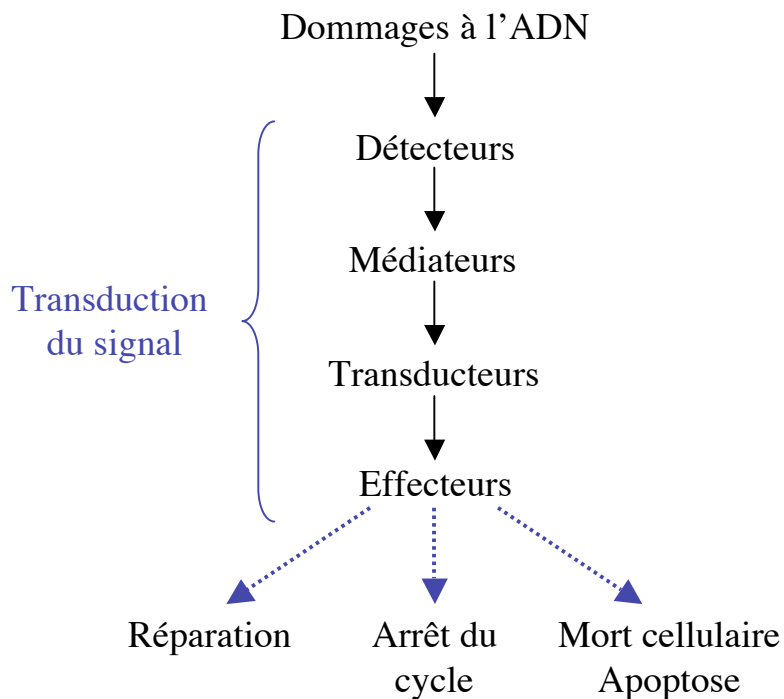 Dommages à l’ADN
Détecteurs
Médiateurs
Transduction
du signal
Transducteurs
Effecteurs
Réparation
Arrêt du
cycle
Mort cellulaire
Apoptose